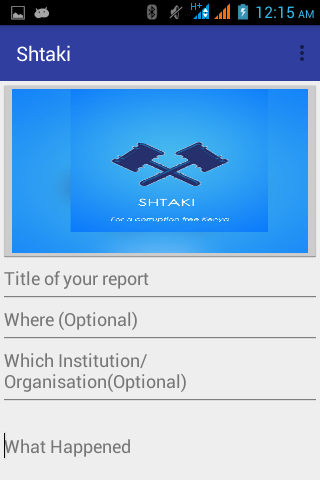 H+ 12:15 AM
Shtaki
SHTAKI
For a corruption free Kenya
Title of your report
Where (Optional)
Which Institution/
Organisation(Optional)
What Happened